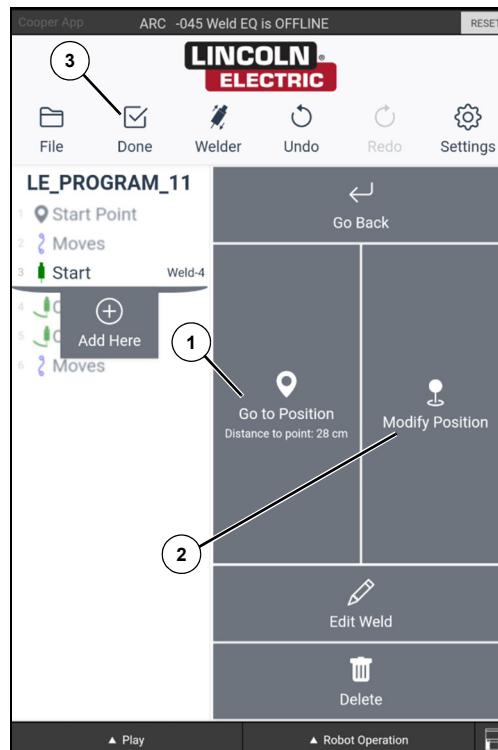 Cooper App
ARC -045 Weld EQ is OFFLINE
RESET
3
LINCOLN
ELECTRIC
File
Done
Welder
Undo
Redo
Settings
LE_PROGRAM_11
1 Start Point
2 Moves
3 Start Weld-4
4 C
5 C
6 Moves
Add Here
Go Back
1
Go to Position
Distance to point: 28 cm
Modify Position
2
Edit Weld
Delete
▲ Play
▲ Robot Operation